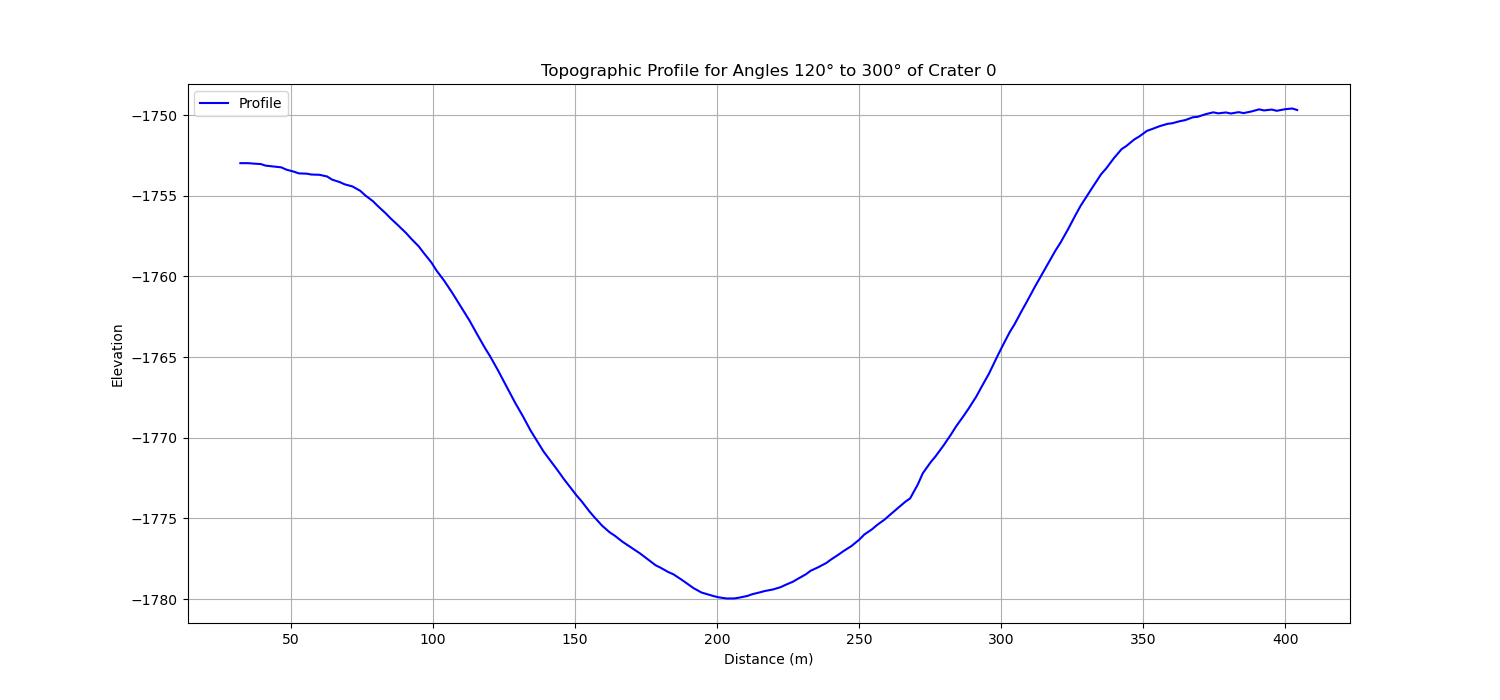 Topographic Profile for Angles 120° to 300° of Crater 0
Profile
−1750
−1755
−1760
−1765
−1770
−1775
−1780
Elevation
50 100 150 200 250 300 350 400
Distance (m)